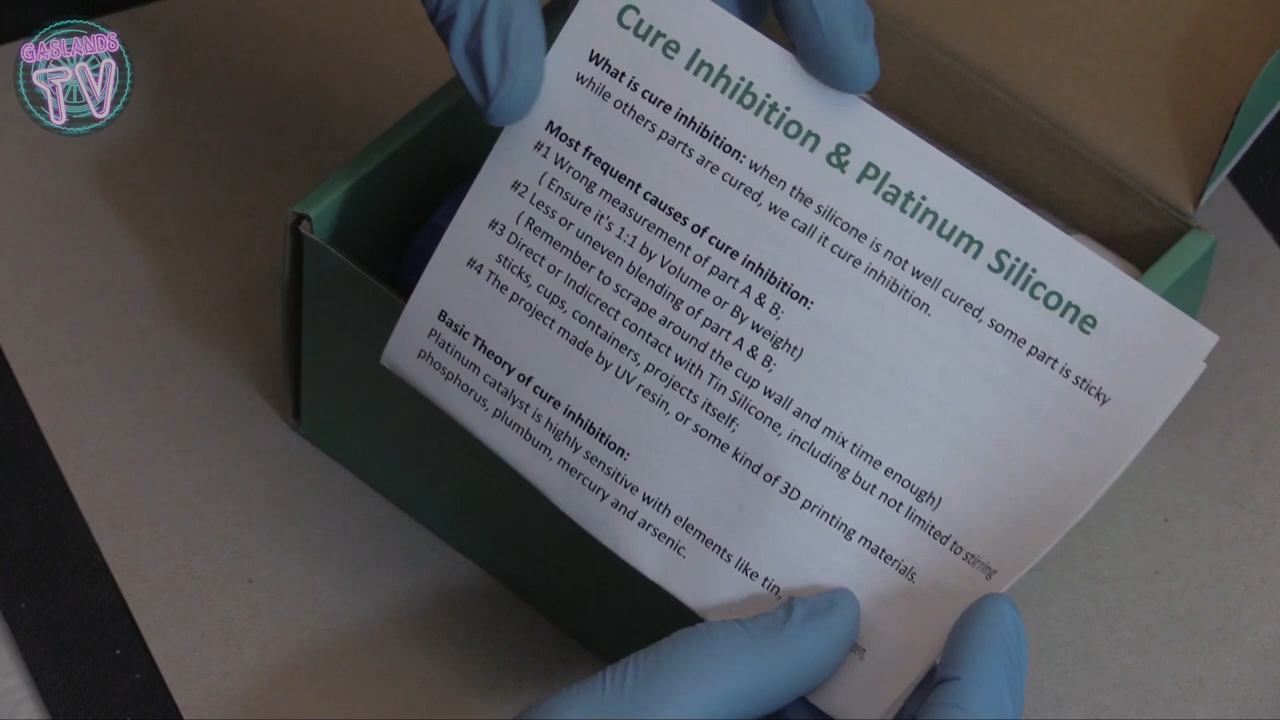 GASLANDS
TV
Cure Inhibition & Platinum Silicone
What is cure inhibition: when the silicone is not well cured, some part is sticky
while others parts are cured, we call it cure inhibition.
Most frequent causes of cure inhibition:
#1 Wrong measurement of part A & B;
( Ensure it's 1:1 by Volume or By weight)
#2 Less or uneven blending of part A & B;
( Remember to scrape around the cup wall and mix time enough)
#3 Direct or Indicrect contact with Tin Silicone, including but not limited to stirring
sticks, cups, containers, projects itself;
#4 The project made by UV resin, or some kind of 3D printing materials.
Basic Theory of cure inhibition:
Platinum catalyst is highly sensitive with elements like tin,
phosphorus, plumbum, mercury and arsenic.